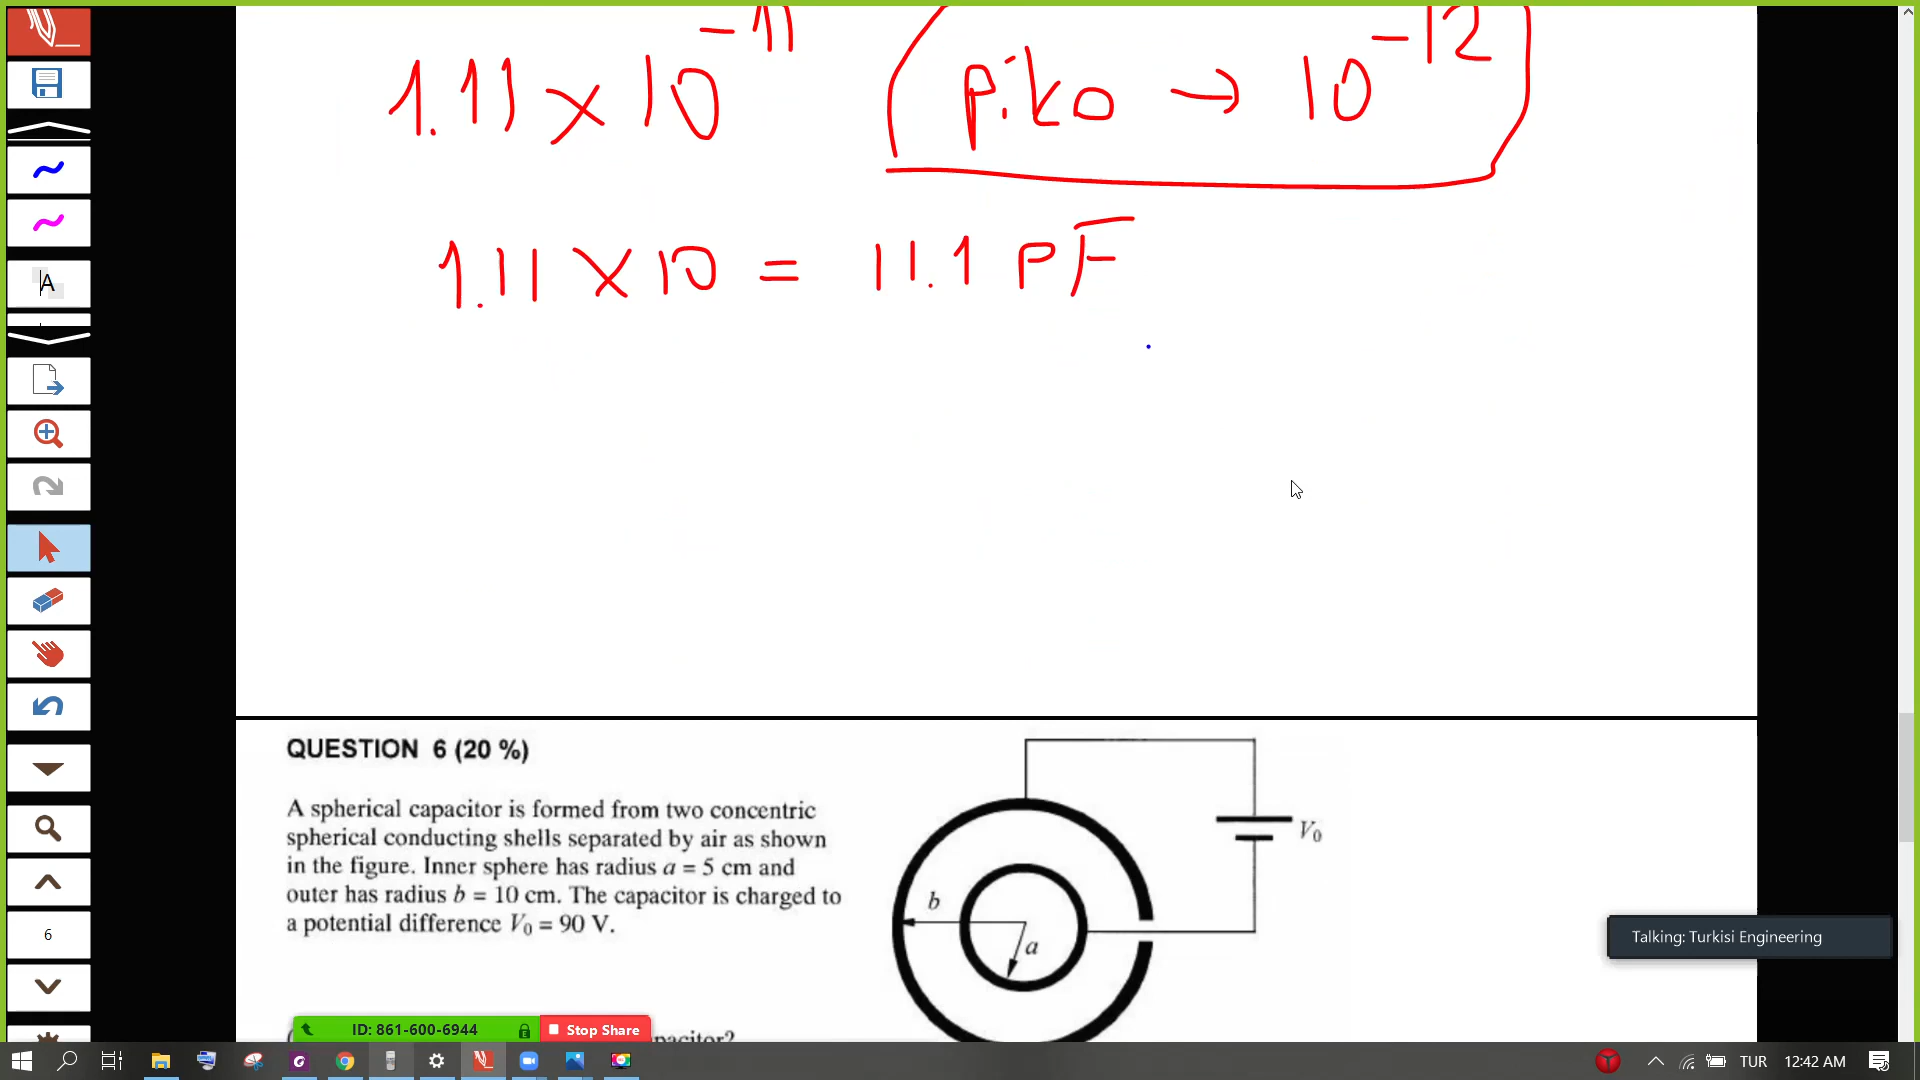 1.11 x 10^-11
piko → 10^-12
1.11 x 10 = 11.1 pF
A
QUESTION 6 (20 %)
A spherical capacitor is formed from two concentric
spherical conducting shells separated by air as shown
in the figure. Inner sphere has radius a = 5 cm and
outer has radius b = 10 cm. The capacitor is charged to
a potential difference V0 = 90 V.
V0
b
a
6
Talking: Turkisi Engineering
ID: 861-600-6944
Stop Share
TUR
12:42 AM